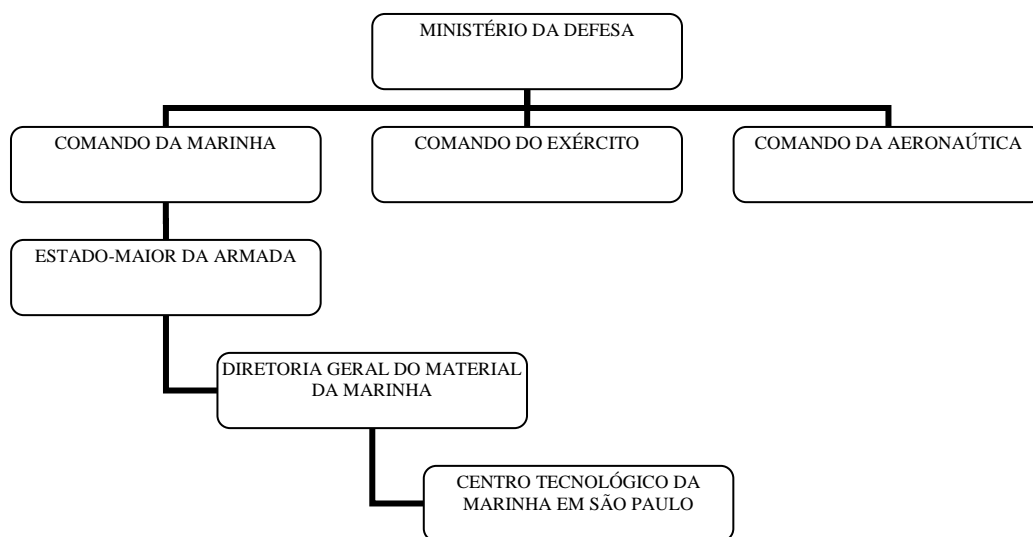 MINISTÉRIO DA DEFESA
COMANDO DA MARINHA
COMANDO DO EXÉRCITO
COMANDO DA AERONAÚTICA
ESTADO-MAIOR DA ARMADA
DIRETORIA GERAL DO MATERIAL
DA MARINHA
CENTRO TECNOLÓGICO DA
MARINHA EM SÃO PAULO